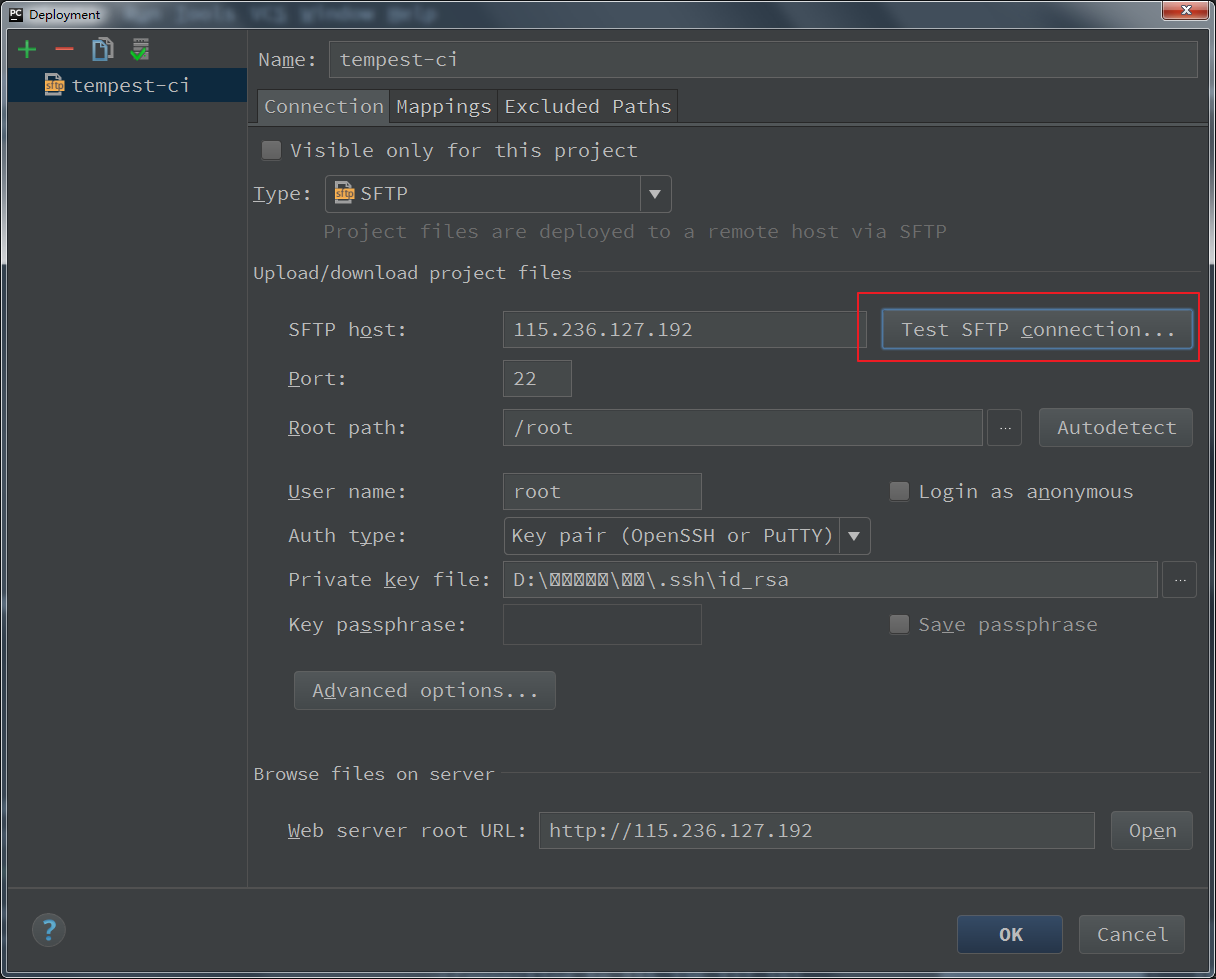 Deployment
tempest-ci
Name: tempest-ci
Connection Mappings Excluded Paths
Visible only for this project
Type: SFTP
Project files are deployed to a remote host via SFTP
Upload/download project files
SFTP host: 115.236.127.192 Test SFTP connection...
Port: 22
Root path: /root ... Autodetect
User name: root Login as anonymous
Auth type: Key pair (OpenSSH or PuTTY)
Private key file: D:\□□□□□\□□\.ssh\id_rsa ...
Key passphrase: Save passphrase
Advanced options...
Browse files on server
Web server root URL: http://115.236.127.192 Open
? OK Cancel